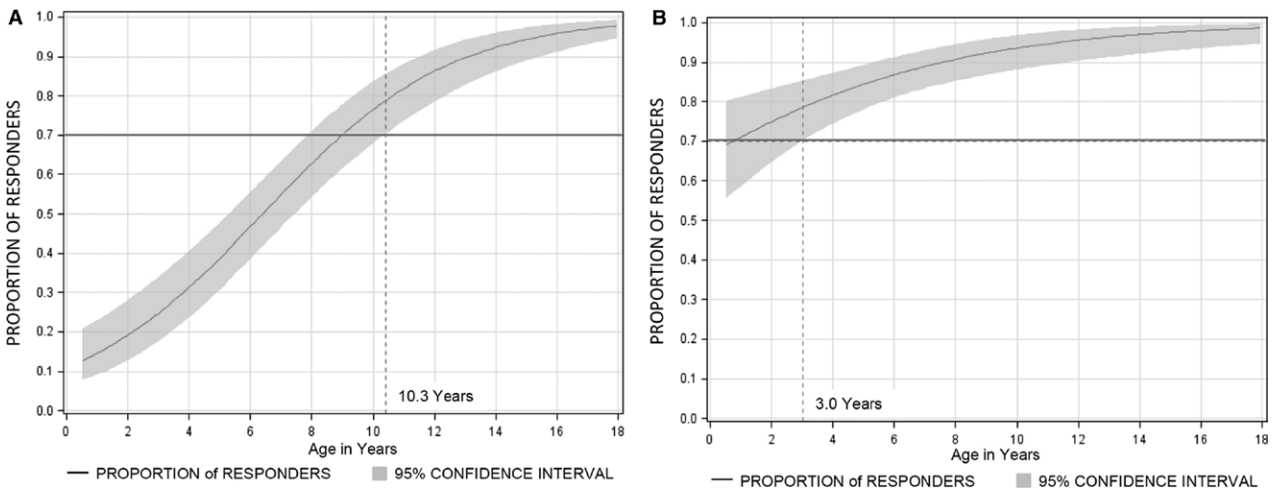 A
PROPORTION OF RESPONDERS
1.0
0.9
0.8
0.7
0.6
0.5
0.4
0.3
0.2
0.1
0.0
10.3 Years
0 2 4 6 8 10 12 14 16 18
Age in Years
PROPORTION of RESPONDERS 95% CONFIDENCE INTERVAL
B
PROPORTION OF RESPONDERS
1.0
0.9
0.8
0.7
0.6
0.5
0.4
0.3
0.2
0.1
0.0
3.0 Years
0 2 4 6 8 10 12 14 16 18
Age in Years
PROPORTION of RESPONDERS 95% CONFIDENCE INTERVAL